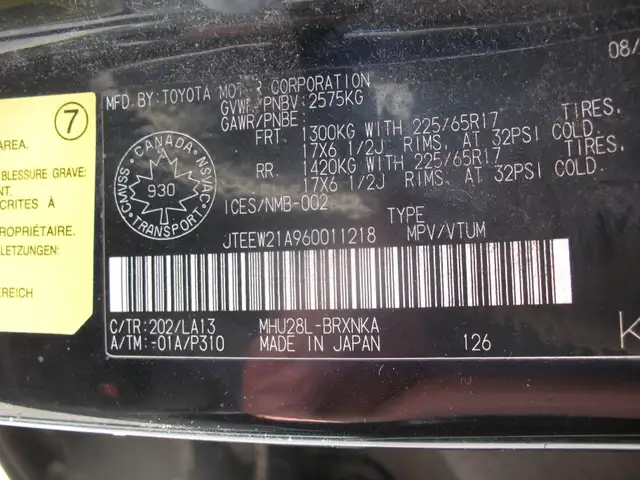 7
AREA.
BLESSURE GRAVE:
NT.
CRITES À
PROPRIÉTAIRE.
LETZUNGEN.
EREICH
08/
MFD.BY:TOYOTA MOTOR CORPORATION
GVWR/PNBV:2575KG
GAWR/PNBE:
FRT 1300KG WITH 225/65R17 TIRES.
17X6 1/2J RIMS. AT 32PSI COLD.
RR 1420KG WITH 225/65R17 TIRES.
17X6 1/2J RIMS. AT 32PSI COLD.
CANADA
CMVSS NSVAC
930
TRANSPORT
ICES/NMB-002
TYPE
JTEEW21A960011218 MPV/VTUM
C/TR:202/LA13 MHU28L-BRXNKA
A/TM:-01A/P310 MADE IN JAPAN 126
K